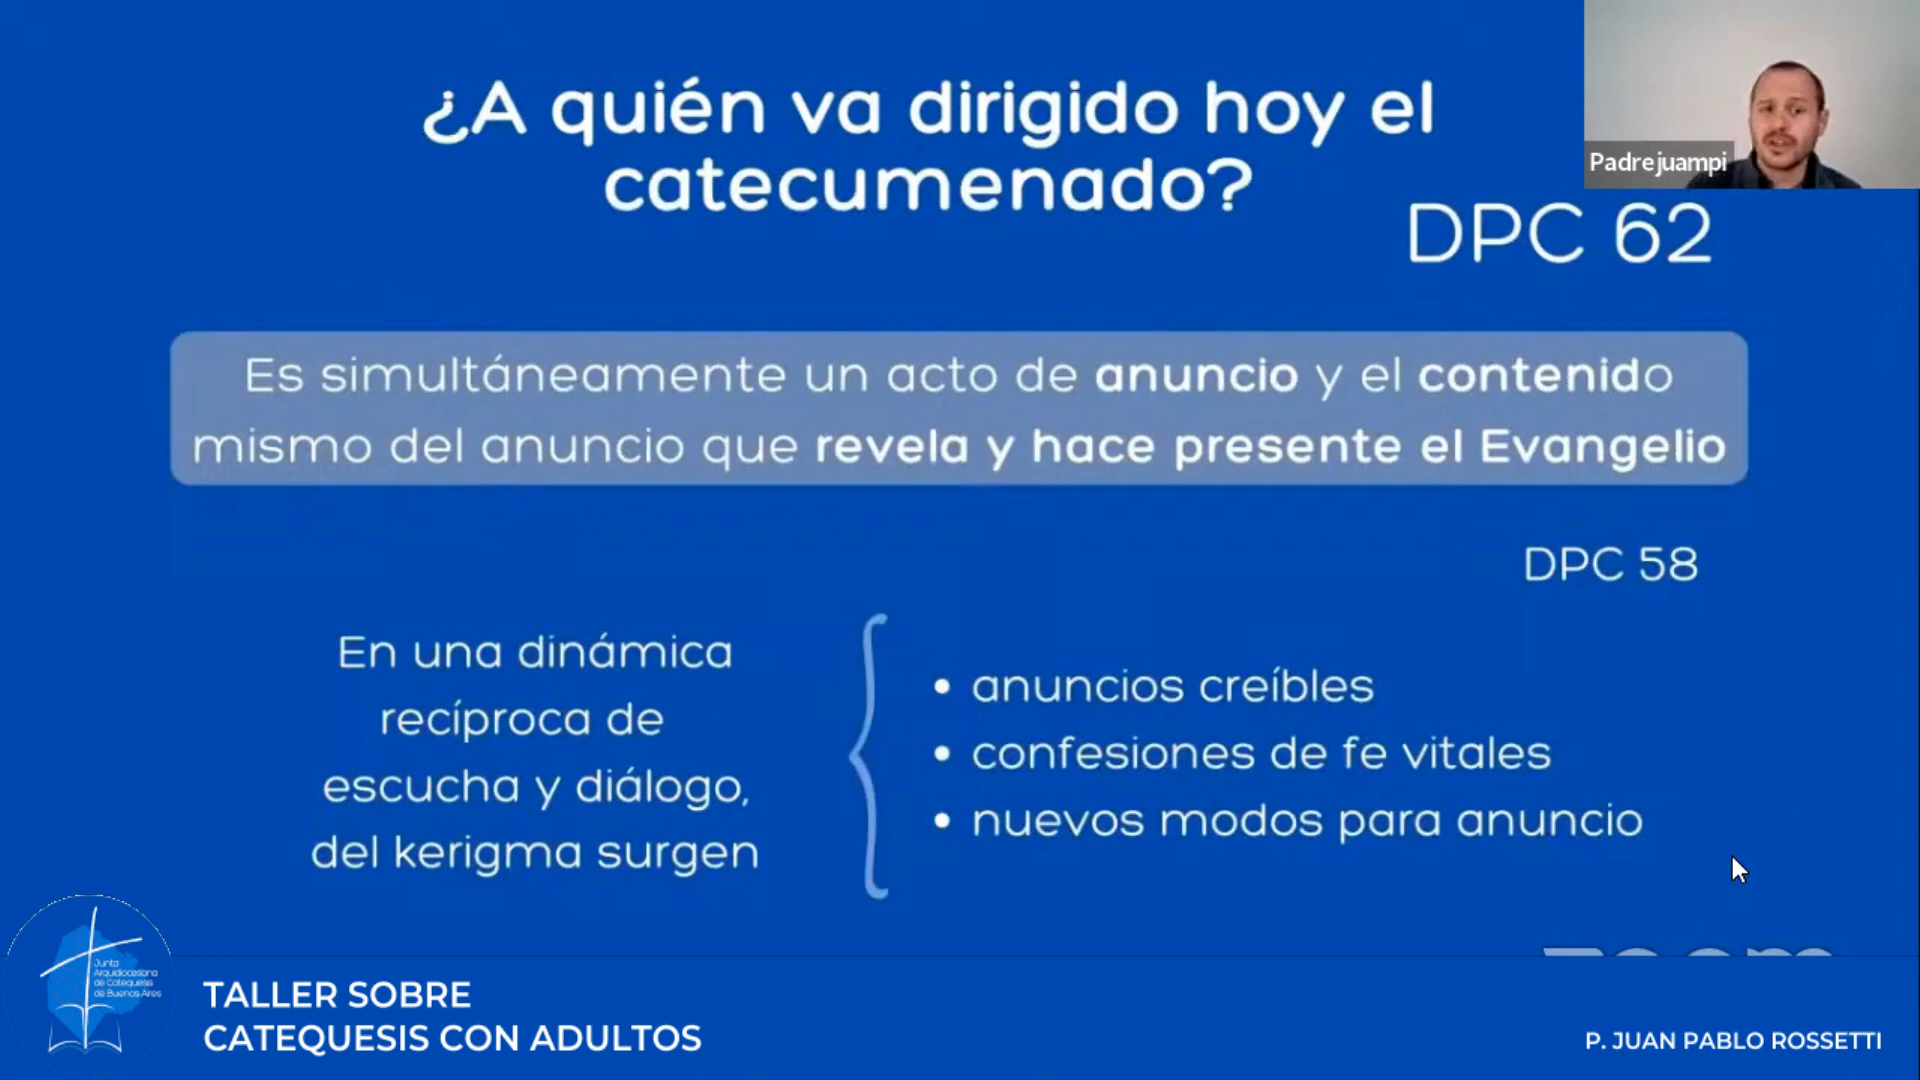 ¿A quién va dirigido hoy el
catecumenado?
Padre juampi
DPC 62
Es simultáneamente un acto de anuncio y el contenido
mismo del anuncio que revela y hace presente el Evangelio
DPC 58
En una dinámica
recíproca de
escucha y diálogo,
del kerigma surgen
• anuncios creíbles
• confesiones de fe vitales
• nuevos modos para anuncio
Junta
Arquidiocesana
de Catequesis
de Buenos Aires
TALLER SOBRE
CATEQUESIS CON ADULTOS
P. JUAN PABLO ROSSETTI